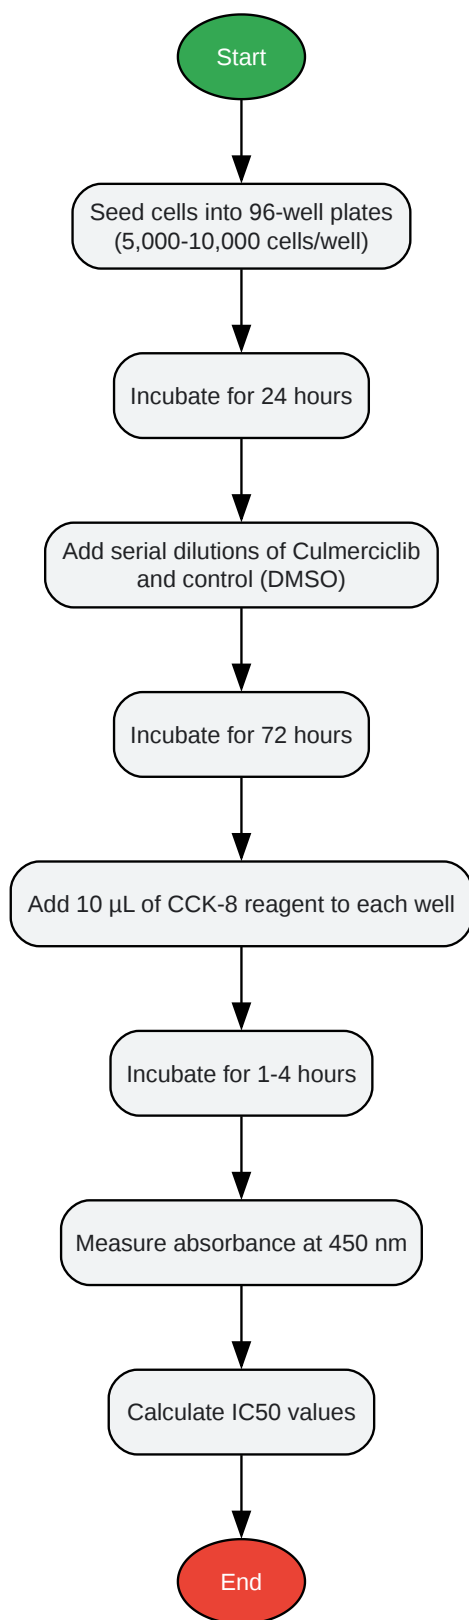 Start
Seed cells into 96-well plates
(5,000-10,000 cells/well)
Incubate for 24 hours
Add serial dilutions of Culmerciclib
and control (DMSO)
Incubate for 72 hours
Add 10 µL of CCK-8 reagent to each well
Incubate for 1-4 hours
Measure absorbance at 450 nm
Calculate IC50 values
End